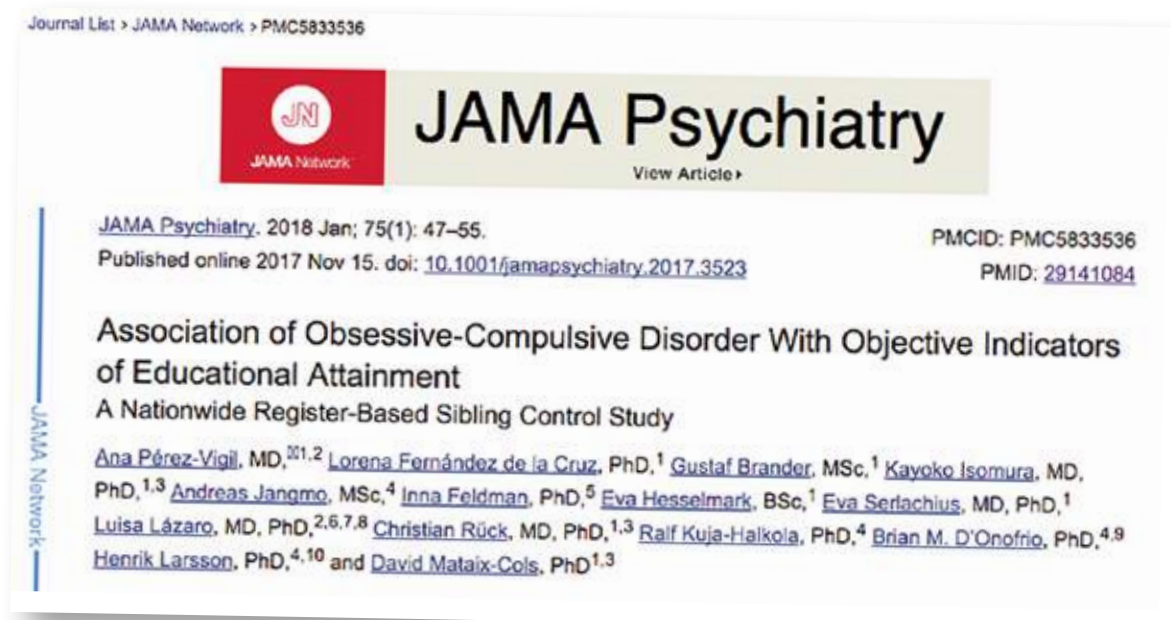 Journal List > JAMA Network > PMC5833536
JN
JAMA Network
JAMA Psychiatry
View Article ▸
JAMA Psychiatry. 2018 Jan; 75(1): 47–55.
Published online 2017 Nov 15. doi: 10.1001/jamapsychiatry.2017.3523
PMCID: PMC5833536
PMID: 29141084
Association of Obsessive-Compulsive Disorder With Objective Indicators
of Educational Attainment
A Nationwide Register-Based Sibling Control Study
Ana Pérez-Vigil, MD,✉1,2 Lorena Fernández de la Cruz, PhD,1 Gustaf Brander, MSc,1 Kayoko Isomura, MD,
PhD,1,3 Andreas Jangmo, MSc,4 Inna Feldman, PhD,5 Eva Hesselmark, BSc,1 Eva Serlachius, MD, PhD,1
Luisa Lázaro, MD, PhD,2,6,7,8 Christian Rück, MD, PhD,1,3 Ralf Kuja-Halkola, PhD,4 Brian M. D'Onofrio, PhD,4,9
Henrik Larsson, PhD,4,10 and David Mataix-Cols, PhD1,3
JAMA Network